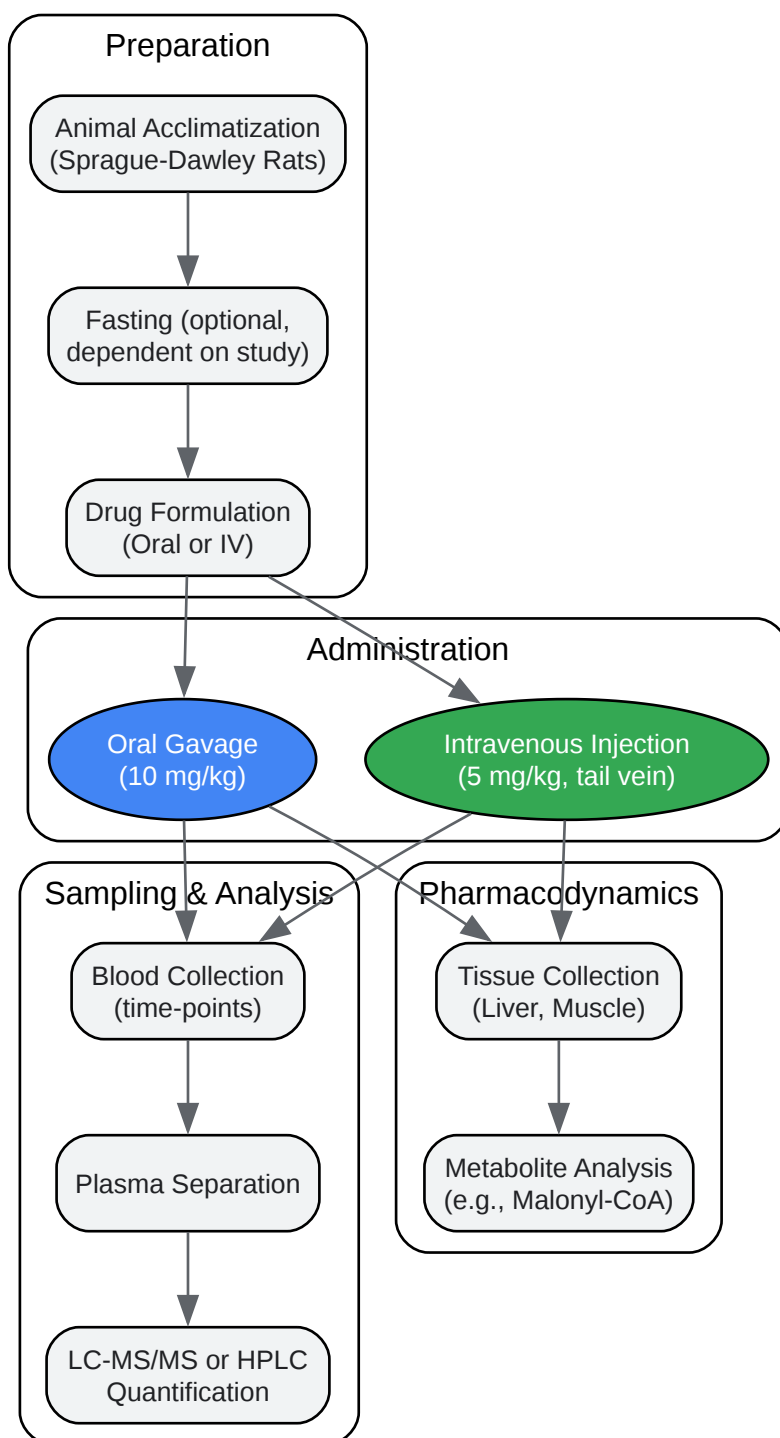 Preparation
Animal Acclimatization
(Sprague-Dawley Rats)
Fasting (optional,
dependent on study)
Drug Formulation
(Oral or IV)
Administration
Oral Gavage
(10 mg/kg)
Intravenous Injection
(5 mg/kg, tail vein)
Sampling & Analysis
Blood Collection
(time-points)
Plasma Separation
LC-MS/MS or HPLC
Quantification
Pharmacodynamics
Tissue Collection
(Liver, Muscle)
Metabolite Analysis
(e.g., Malonyl-CoA)